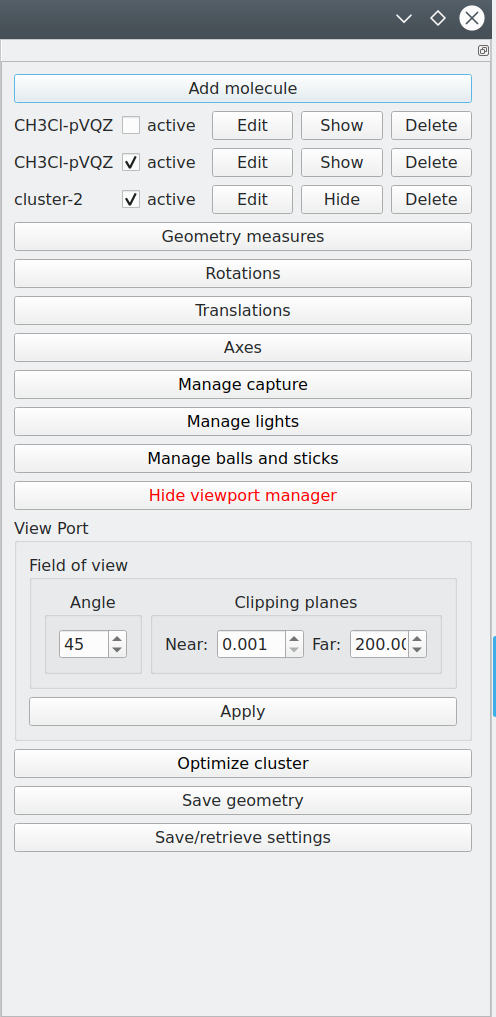 Add molecule
CH3Cl-pVQZ active Edit Show Delete
CH3Cl-pVQZ active Edit Show Delete
cluster-2 active Edit Hide Delete
Geometry measures
Rotations
Translations
Axes
Manage capture
Manage lights
Manage balls and sticks
Hide viewport manager
View Port
Field of view
Angle Clipping planes
45 Near: 0.001 Far: 200.00
Apply
Optimize cluster
Save geometry
Save/retrieve settings